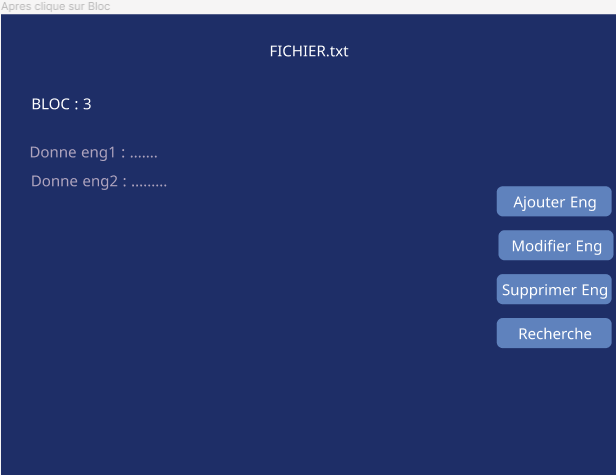 Apres clique sur Bloc
FICHIER.txt
BLOC : 3
Donne eng1 : .......
Donne eng2 : .........
Ajouter Eng
Modifier Eng
Supprimer Eng
Recherche